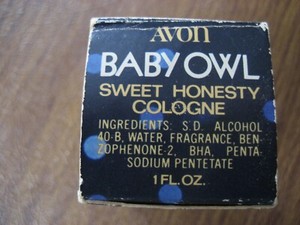 AVON
BABY OWL
SWEET HONESTY
COLOGNE
INGREDIENTS: S.D. ALCOHOL
40-B, WATER, FRAGRANCE, BEN-
ZOPHENONE-2, BHA, PENTA-
SODIUM PENTETATE
1 FL. OZ.